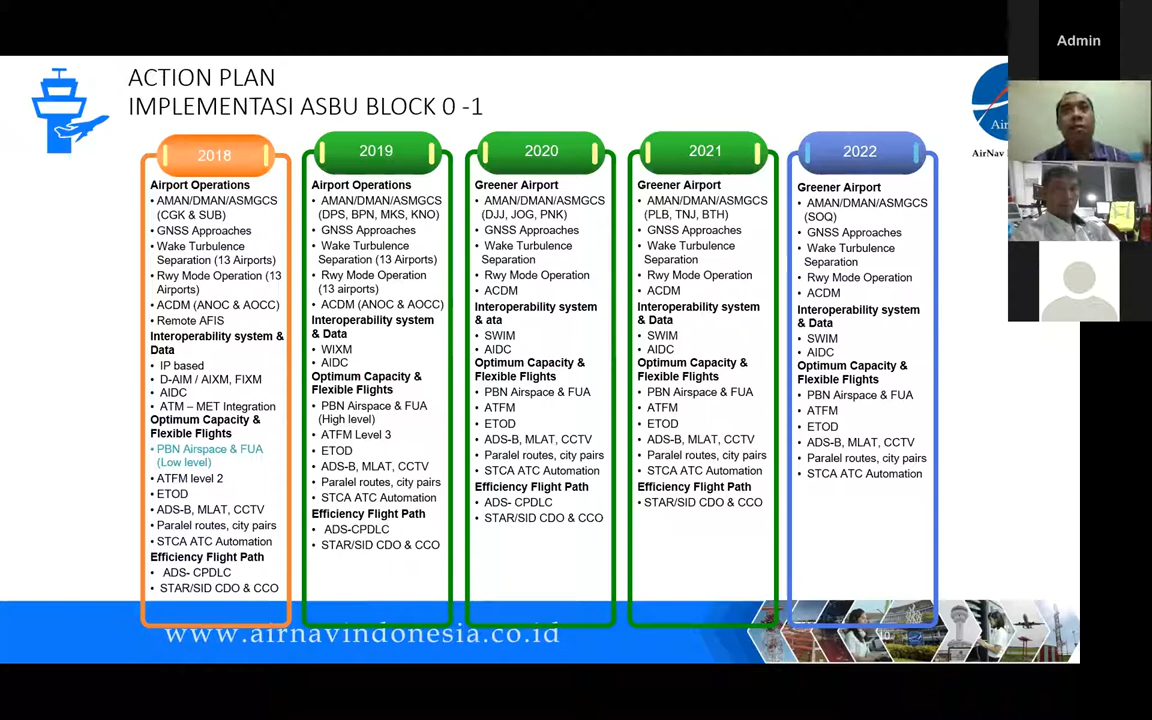 Admin
ACTION PLAN
IMPLEMENTASI ASBU BLOCK 0 -1
2018
Airport Operations
• AMAN/DMAN/ASMGCS
(CGK & SUB)
• GNSS Approaches
• Wake Turbulence
Separation (13 Airports)
• Rwy Mode Operation (13
Airports)
• ACDM (ANOC & AOCC)
• Remote AFIS
Interoperability system &
Data
• IP based
• D-AIM / AIXM, FIXM
• AIDC
• ATM – MET Integration
Optimum Capacity &
Flexible Flights
• PBN Airspace & FUA
(Low level)
• ATFM level 2
• ETOD
• ADS-B, MLAT, CCTV
• Paralel routes, city pairs
• STCA ATC Automation
Efficiency Flight Path
• ADS- CPDLC
• STAR/SID CDO & CCO
2019
Airport Operations
• AMAN/DMAN/ASMGCS
(DPS, BPN, MKS, KNO)
• GNSS Approaches
• Wake Turbulence
Separation (13 Airports)
• Rwy Mode Operation
(13 airports)
• ACDM (ANOC & AOCC)
Interoperability system
& Data
• WIXM
• AIDC
Optimum Capacity &
Flexible Flights
• PBN Airspace & FUA
(High level)
• ATFM Level 3
• ETOD
• ADS-B, MLAT, CCTV
• Paralel routes, city pairs
• STCA ATC Automation
Efficiency Flight Path
• ADS-CPDLC
• STAR/SID CDO & CCO
2020
Greener Airport
• AMAN/DMAN/ASMGCS
(DJJ, JOG, PNK)
• GNSS Approaches
• Wake Turbulence
Separation
• Rwy Mode Operation
• ACDM
Interoperability system
& ata
• SWIM
• AIDC
Optimum Capacity &
Flexible Flights
• PBN Airspace & FUA
• ATFM
• ETOD
• ADS-B, MLAT, CCTV
• Paralel routes, city pairs
• STCA ATC Automation
Efficiency Flight Path
• ADS- CPDLC
• STAR/SID CDO & CCO
2021
Greener Airport
• AMAN/DMAN/ASMGCS
(PLB, TNJ, BTH)
• GNSS Approaches
• Wake Turbulence
Separation
• Rwy Mode Operation
• ACDM
Interoperability system
& Data
• SWIM
• AIDC
Optimum Capacity &
Flexible Flights
• PBN Airspace & FUA
• ATFM
• ETOD
• ADS-B, MLAT, CCTV
• Paralel routes, city pairs
• STCA ATC Automation
Efficiency Flight Path
• STAR/SID CDO & CCO
2022
Greener Airport
• AMAN/DMAN/ASMGCS
(SOQ)
• GNSS Approaches
• Wake Turbulence
Separation
• Rwy Mode Operation
• ACDM
Interoperability system
& Data
• SWIM
• AIDC
Optimum Capacity &
Flexible Flights
• PBN Airspace & FUA
• ATFM
• ETOD
• ADS-B, MLAT, CCTV
• Paralel routes, city pairs
• STCA ATC Automation
AirNav
www.airnavindonesia.co.id